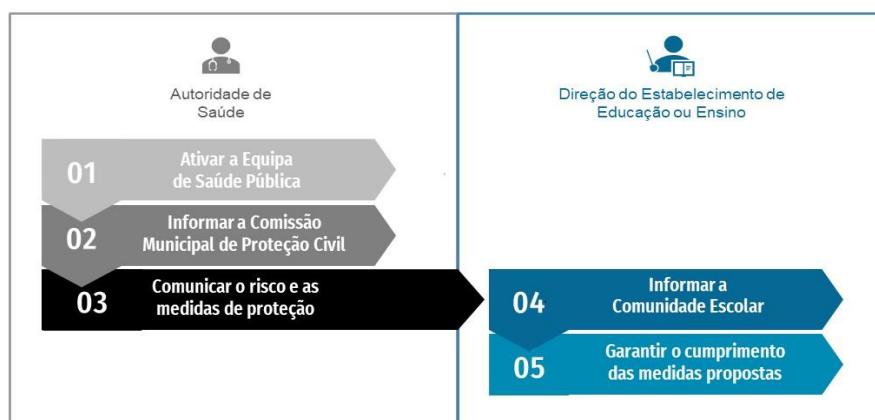 Autoridade de
Saúde
Direção do Estabelecimento de
Educação ou Ensino
01
Ativar a Equipa
de Saúde Pública
02
Informar a Comissão
Municipal de Proteção Civil
03
Comunicar o risco e as
medidas de proteção
04
Informar a
Comunidade Escolar
05
Garantir o cumprimento
das medidas propostas